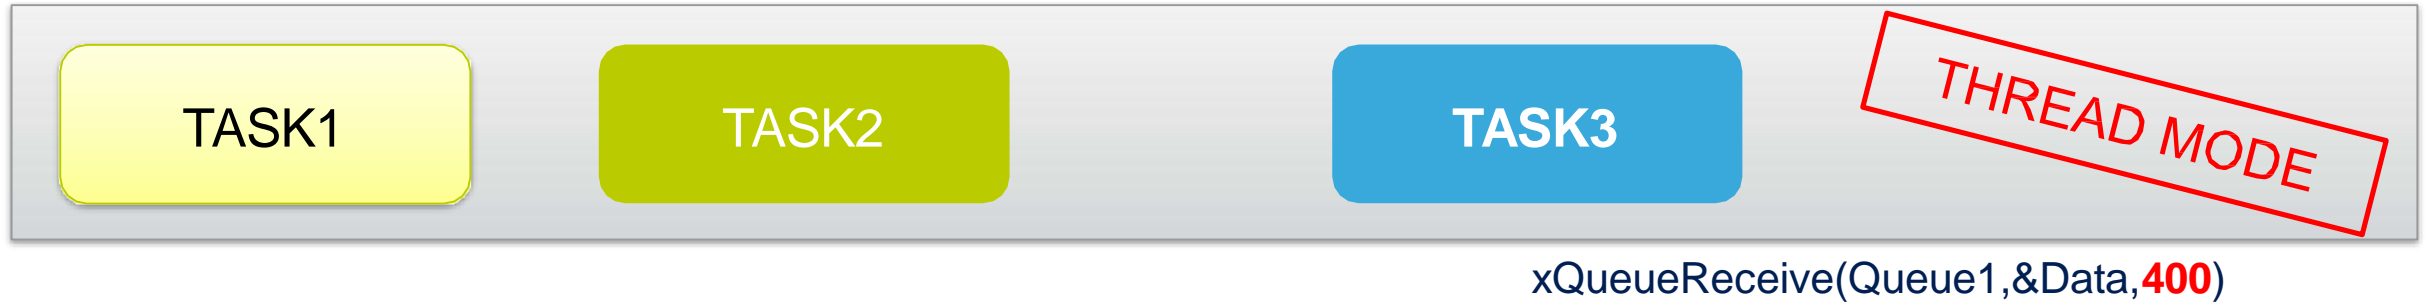 TASK1
TASK2
TASK3
THREAD MODE
xQueueReceive(Queue1,&Data,400)